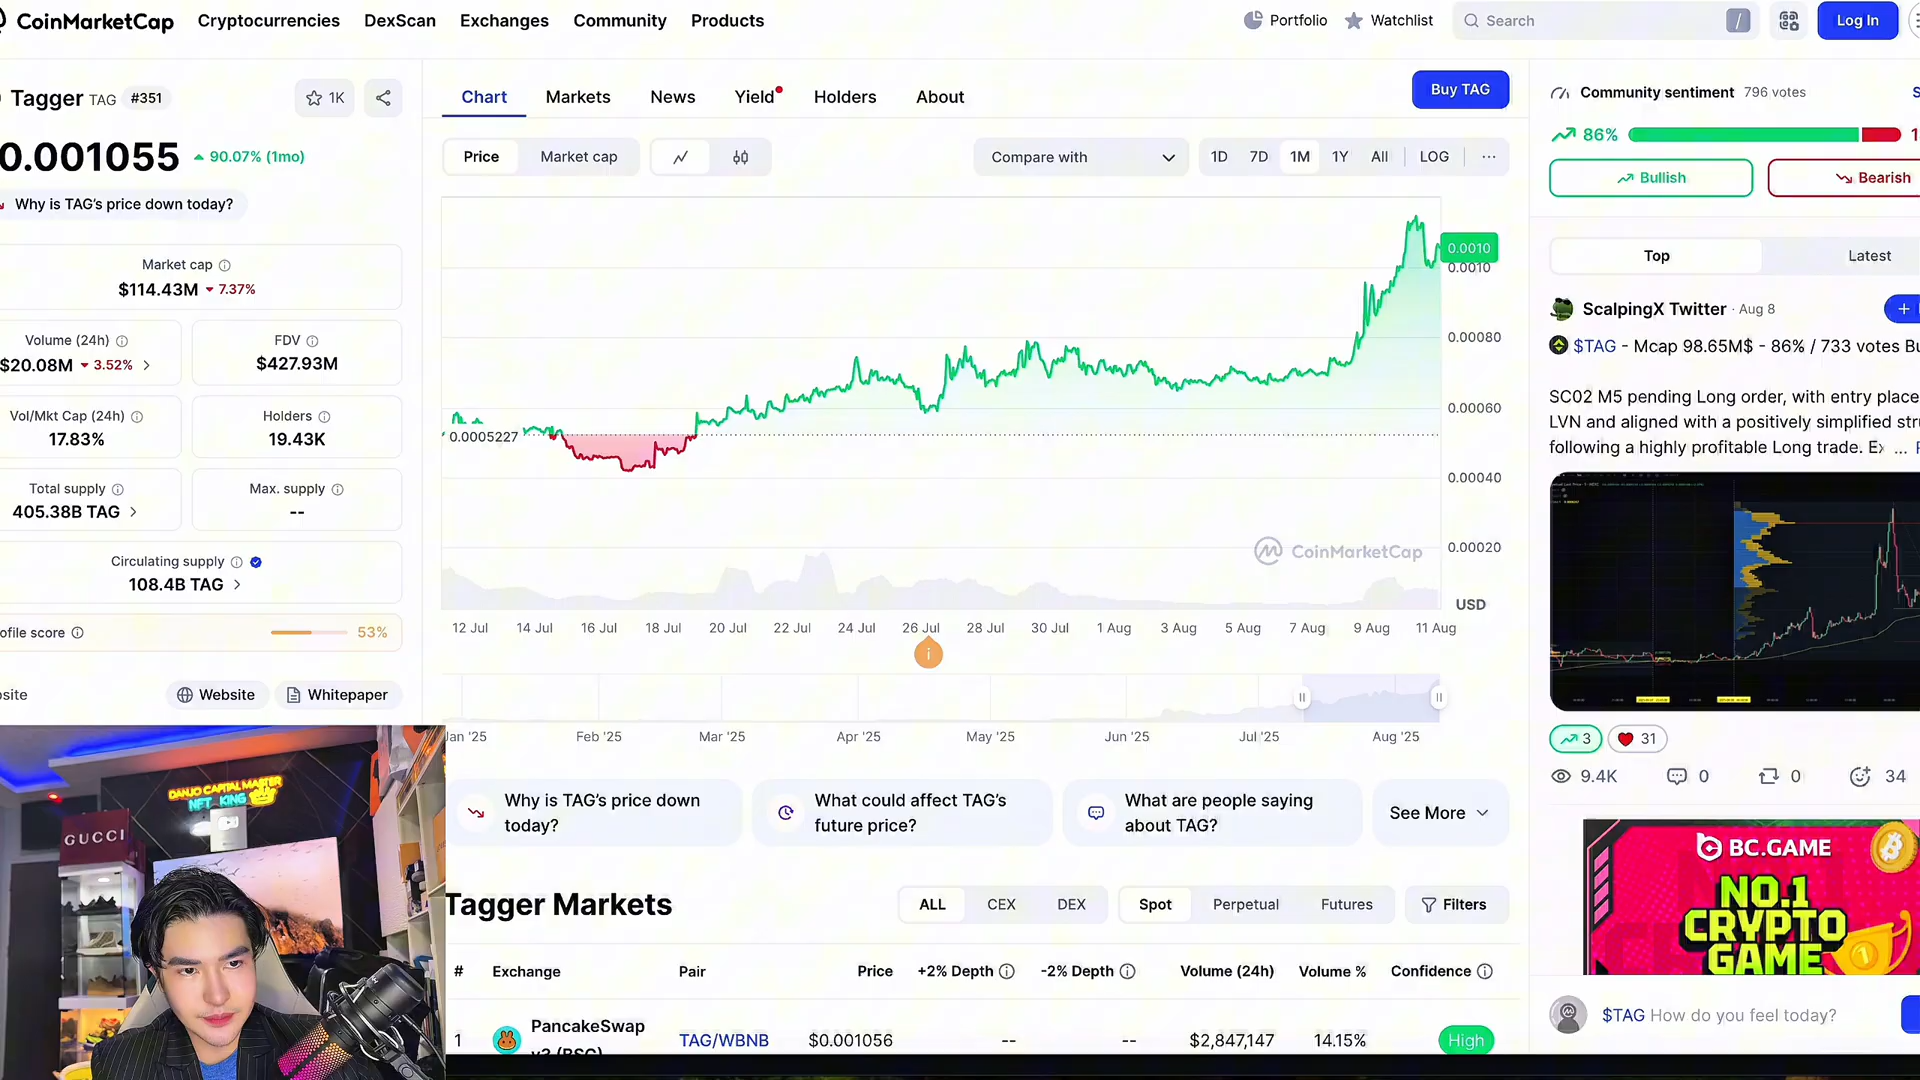 CoinMarketCap Cryptocurrencies DexScan Exchanges Community Products Portfolio Watchlist Search / Log In
Tagger TAG #351 1K
0.001055 90.07% (1mo)
Why is TAG's price down today?
Market cap
$114.43M 7.37%
Volume (24h)
$20.08M 3.52%
FDV
$427.93M
Vol/Mkt Cap (24h)
17.83%
Holders
19.43K
Total supply
405.38B TAG
Max. supply
--
Circulating supply
108.4B TAG
ofile score 53%
site Website Whitepaper
Chart Markets News Yield Holders About Buy TAG
Price Market cap Compare with 1D 7D 1M 1Y All LOG ...
0.0010
0.0010
0.00080
0.00060
0.0005227
0.00040
0.00020
CoinMarketCap
USD
12 Jul 14 Jul 16 Jul 18 Jul 20 Jul 22 Jul 24 Jul 26 Jul 28 Jul 30 Jul 1 Aug 3 Aug 5 Aug 7 Aug 9 Aug 11 Aug
an '25 Feb '25 Mar '25 Apr '25 May '25 Jun '25 Jul '25 Aug '25
Why is TAG's price down
today?
What could affect TAG's
future price?
What are people saying
about TAG?
See More
Tagger Markets ALL CEX DEX Spot Perpetual Futures Filters
# Exchange Pair Price +2% Depth -2% Depth Volume (24h) Volume % Confidence
1 PancakeSwap TAG/WBNB $0.001056 -- -- $2,847,147 14.15% High
v2 (BSC)
Community sentiment 796 votes
86% 1
Bullish Bearish
Top Latest
ScalpingX Twitter · Aug 8
$TAG - Mcap 98.65M$ - 86% / 733 votes Bu
SC02 M5 pending Long order, with entry place
LVN and aligned with a positively simplified stru
following a highly profitable Long trade. Ex ...
3 31
9.4K 0 0 34
BC.GAME
NO.1
CRYPTO
GAME
$TAG How do you feel today?
DANJO CAPITAL MASTER
NFT KING
GUCCI